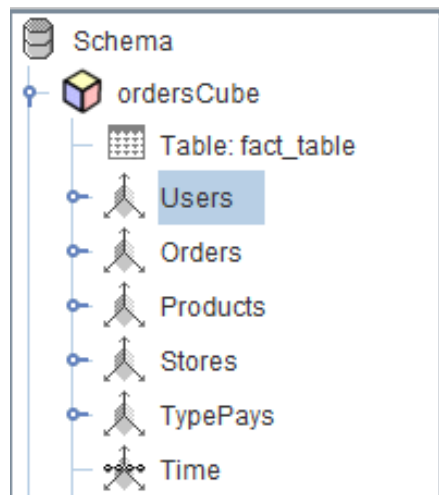 Schema
ordersCube
Table: fact_table
Users
Orders
Products
Stores
TypePays
Time